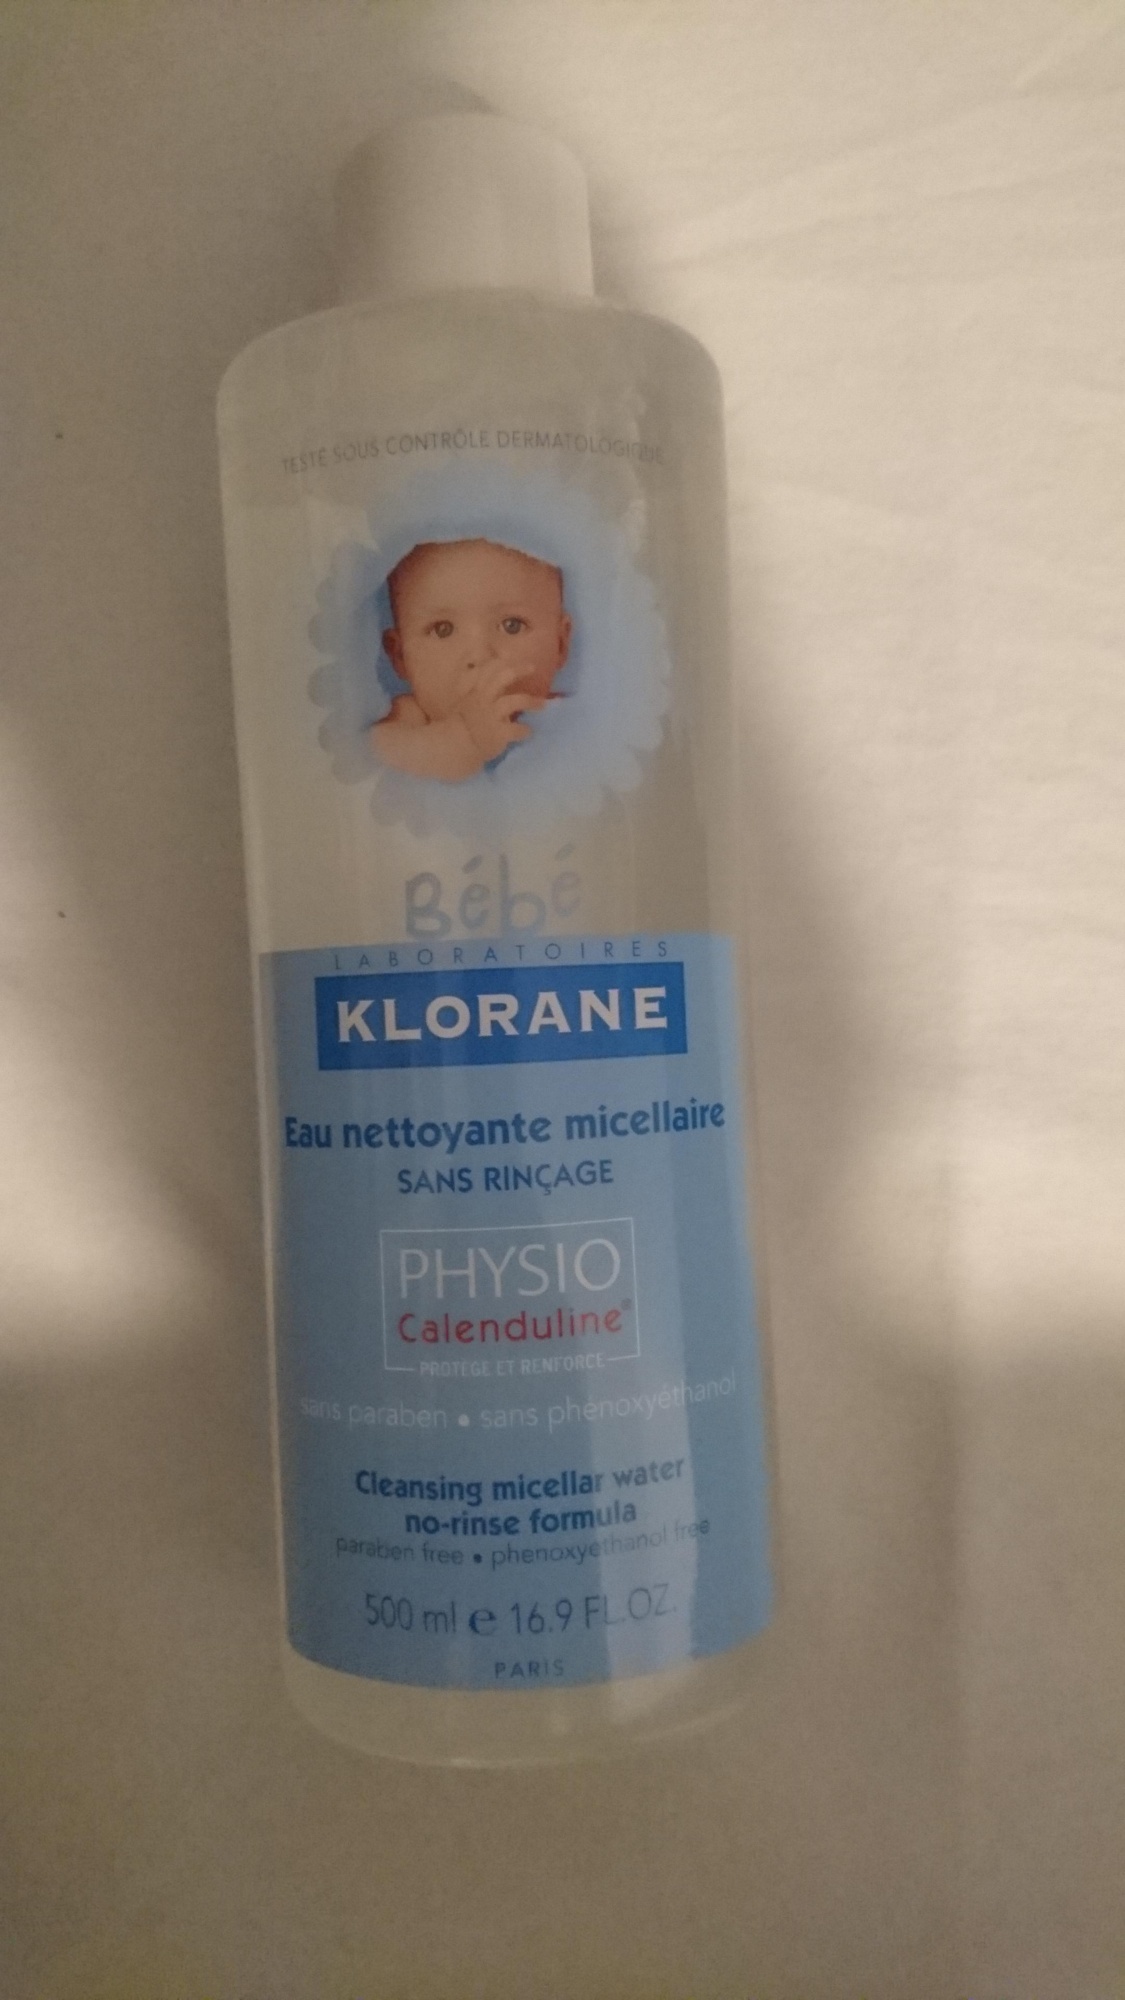 TESTÉ SOUS CONTRÔLE DERMATOLOGIQUE
Bébé
LABORATOIRES
KLORANE
Eau nettoyante micellaire
SANS RINÇAGE
PHYSIO
Calenduline®
PROTEGE ET RENFORCE
sans paraben • sans phénoxyéthanol
Cleansing micellar water
no-rinse formula
paraben free • phenoxyethanol free
500 ml e 16.9 FL.OZ.
PARIS